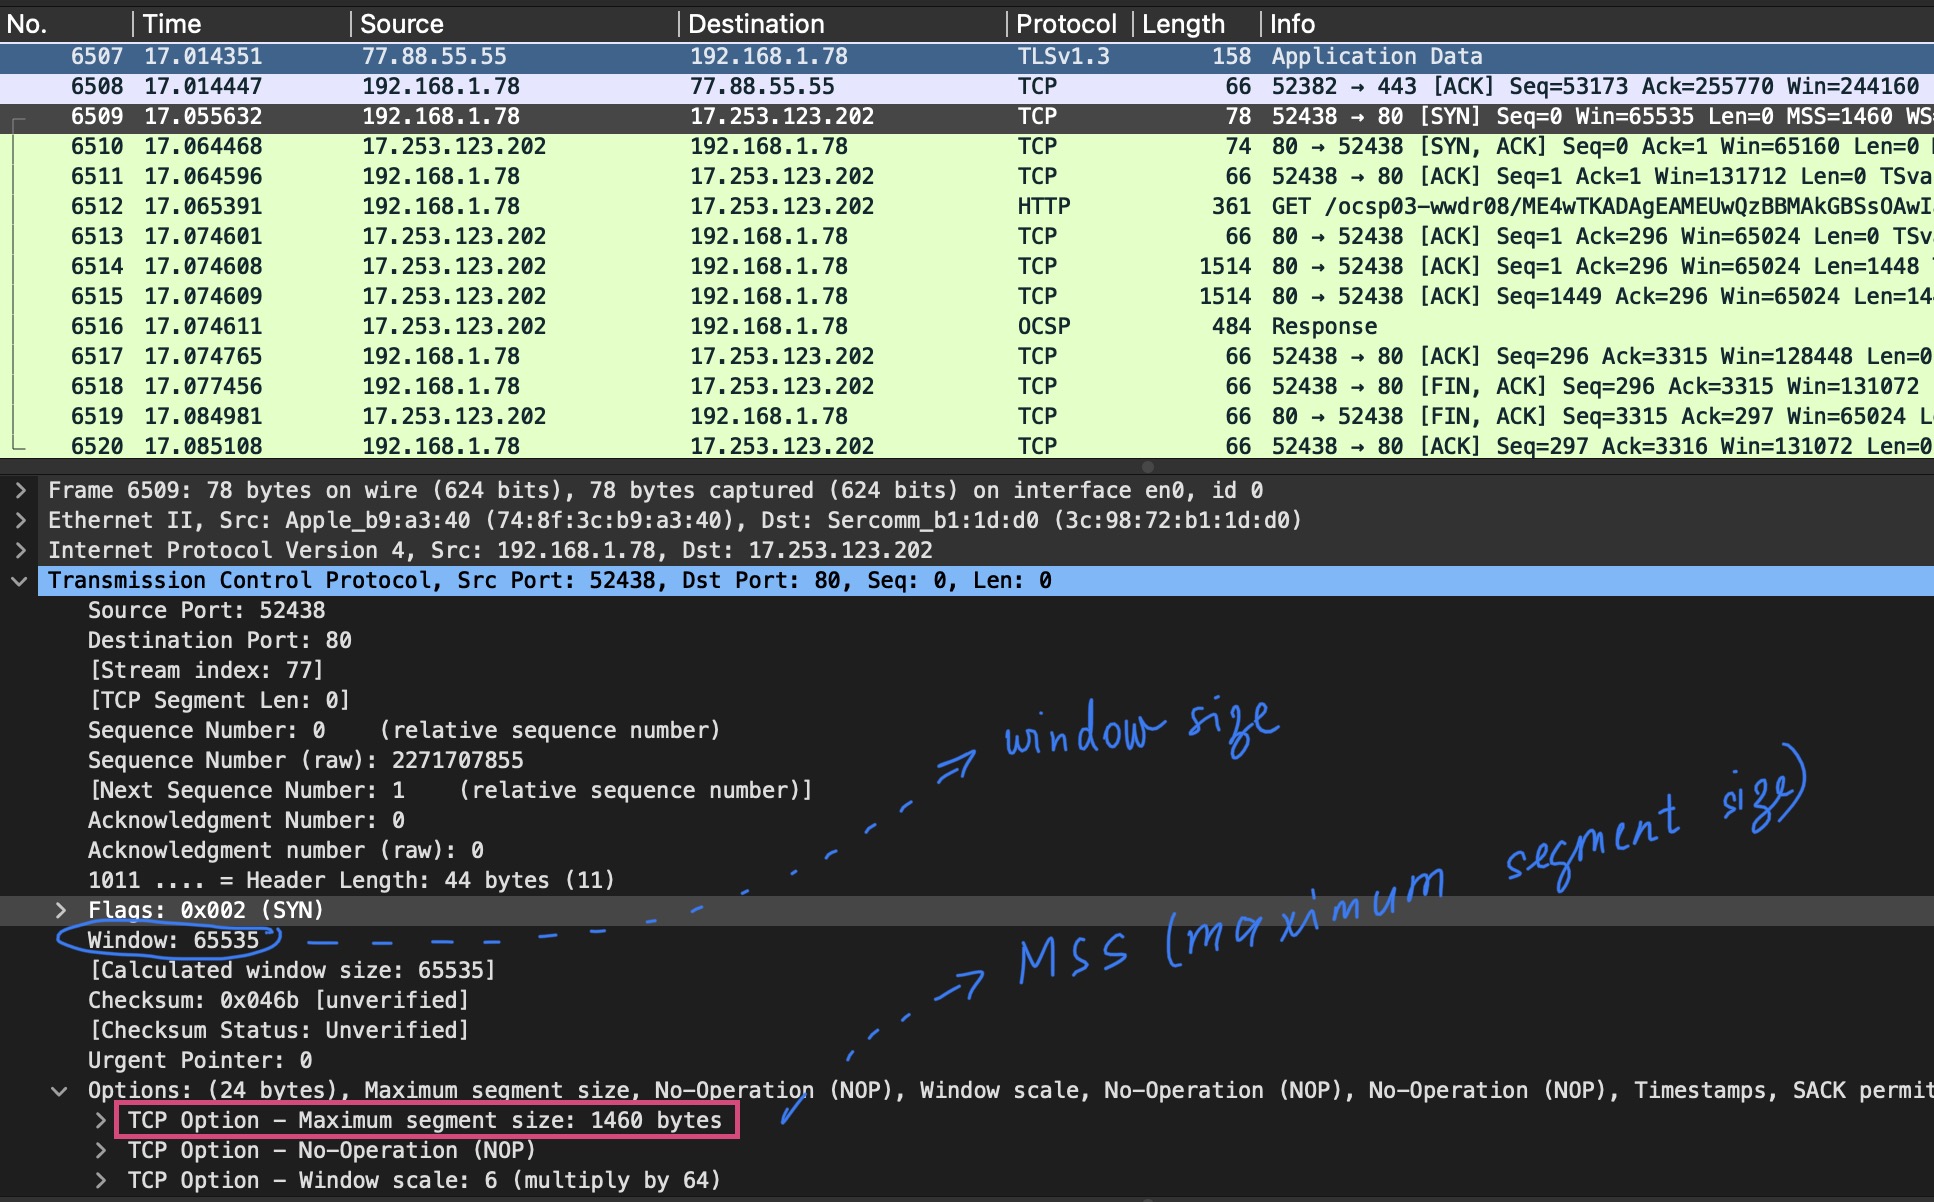 No. Time Source Destination Protocol Length Info
6507 17.014351 77.88.55.55 192.168.1.78 TLSv1.3 158 Application Data
6508 17.014447 192.168.1.78 77.88.55.55 TCP 66 52382 → 443 [ACK] Seq=53173 Ack=255770 Win=244160
6509 17.055632 192.168.1.78 17.253.123.202 TCP 78 52438 → 80 [SYN] Seq=0 Win=65535 Len=0 MSS=1460 WS
6510 17.064468 17.253.123.202 192.168.1.78 TCP 74 80 → 52438 [SYN, ACK] Seq=0 Ack=1 Win=65160 Len=0
6511 17.064596 192.168.1.78 17.253.123.202 TCP 66 52438 → 80 [ACK] Seq=1 Ack=1 Win=131712 Len=0 TSva
6512 17.065391 192.168.1.78 17.253.123.202 HTTP 361 GET /ocsp03-wwdr08/ME4wTKADAgEAMEUwQzBBMAkGBSsOAwI
6513 17.074601 17.253.123.202 192.168.1.78 TCP 66 80 → 52438 [ACK] Seq=1 Ack=296 Win=65024 Len=0 TSv
6514 17.074608 17.253.123.202 192.168.1.78 TCP 1514 80 → 52438 [ACK] Seq=1 Ack=296 Win=65024 Len=1448
6515 17.074609 17.253.123.202 192.168.1.78 TCP 1514 80 → 52438 [ACK] Seq=1449 Ack=296 Win=65024 Len=14
6516 17.074611 17.253.123.202 192.168.1.78 OCSP 484 Response
6517 17.074765 192.168.1.78 17.253.123.202 TCP 66 52438 → 80 [ACK] Seq=296 Ack=3315 Win=128448 Len=0
6518 17.077456 192.168.1.78 17.253.123.202 TCP 66 52438 → 80 [FIN, ACK] Seq=296 Ack=3315 Win=131072
6519 17.084981 17.253.123.202 192.168.1.78 TCP 66 80 → 52438 [FIN, ACK] Seq=3315 Ack=297 Win=65024 L
6520 17.085108 192.168.1.78 17.253.123.202 TCP 66 52438 → 80 [ACK] Seq=297 Ack=3316 Win=131072 Len=0
Frame 6509: 78 bytes on wire (624 bits), 78 bytes captured (624 bits) on interface en0, id 0
Ethernet II, Src: Apple_b9:a3:40 (74:8f:3c:b9:a3:40), Dst: Sercomm_b1:1d:d0 (3c:98:72:b1:1d:d0)
Internet Protocol Version 4, Src: 192.168.1.78, Dst: 17.253.123.202
Transmission Control Protocol, Src Port: 52438, Dst Port: 80, Seq: 0, Len: 0
Source Port: 52438
Destination Port: 80
[Stream index: 77]
[TCP Segment Len: 0]
Sequence Number: 0 (relative sequence number)
window size
Sequence Number (raw): 2271707855
[Next Sequence Number: 1 (relative sequence number)]
Acknowledgment Number: 0
Acknowledgment number (raw): 0
1011 .... = Header Length: 44 bytes (11)
Flags: 0x002 (SYN)
Window: 65535
MSS (maximum segment size)
[Calculated window size: 65535]
Checksum: 0x046b [unverified]
[Checksum Status: Unverified]
Urgent Pointer: 0
Options: (24 bytes), Maximum segment size, No-Operation (NOP), Window scale, No-Operation (NOP), No-Operation (NOP), Timestamps, SACK permit
TCP Option - Maximum segment size: 1460 bytes
TCP Option - No-Operation (NOP)
TCP Option - Window scale: 6 (multiply by 64)